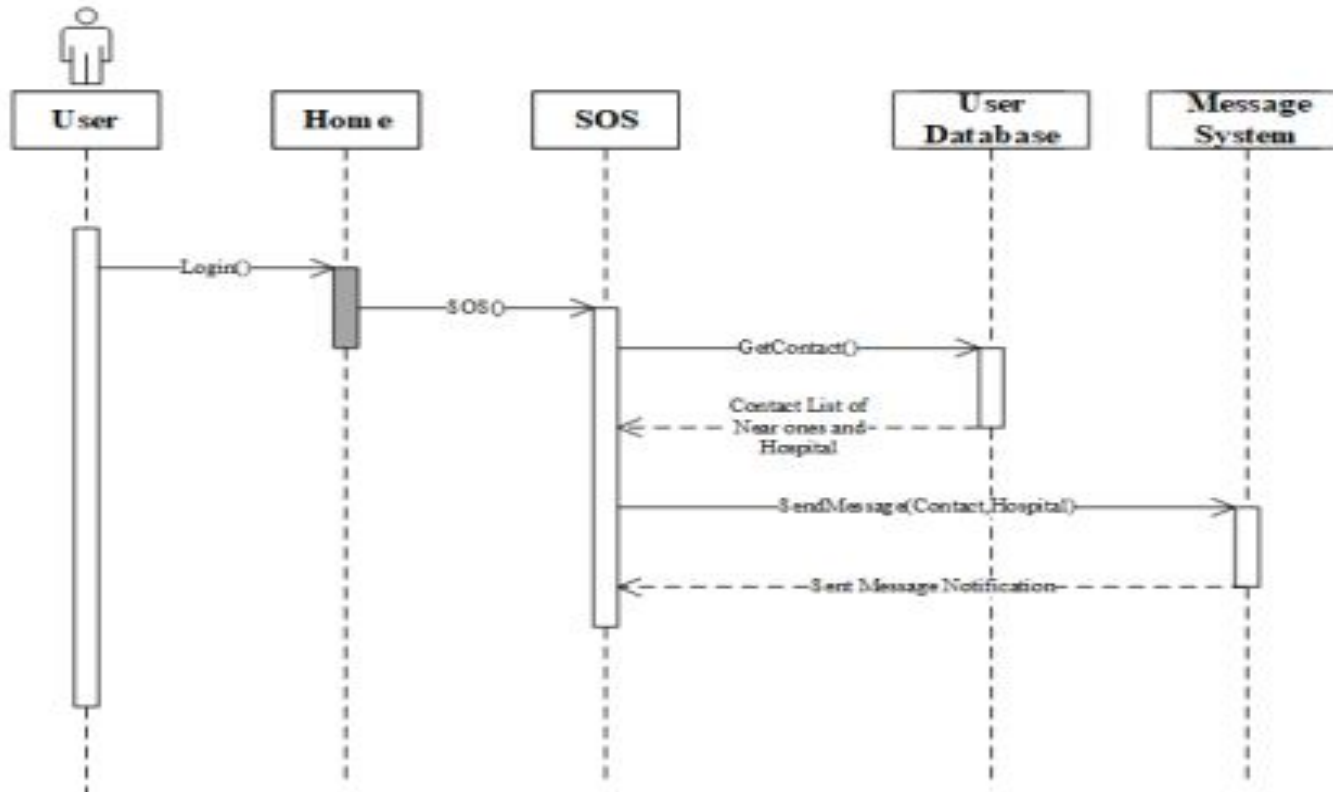 User
Home
SOS
User
Database
Message
System
Login()
SOS()
GetContact()
Contact List of
Near ones and
Hospital
SendMessage(Contact,Hospital)
Sent Message Notification